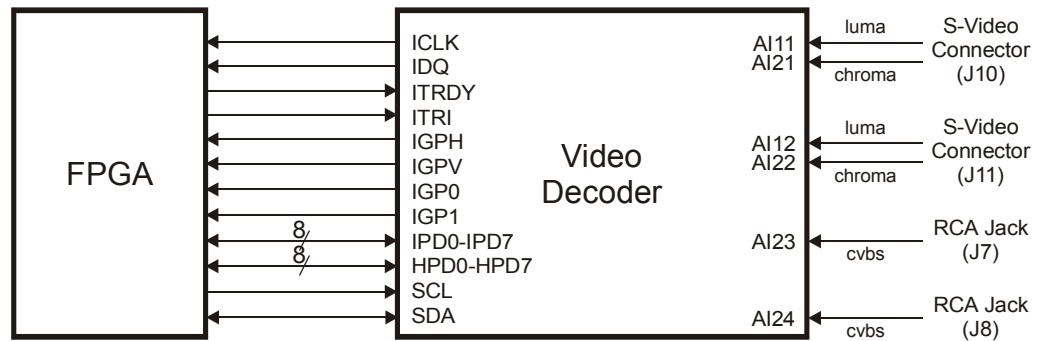 FPGA
8
8
ICLK
IDQ
ITRDY
ITRI
IGPH
IGPV
IGP0
IGP1
IPD0-IPD7
HPD0-HPD7
SCL
SDA
Video
Decoder
AI11
AI21
AI12
AI22
AI23
AI24
luma
chroma
S-Video
Connector
(J10)
luma
chroma
S-Video
Connector
(J11)
cvbs
RCA Jack
(J7)
cvbs
RCA Jack
(J8)